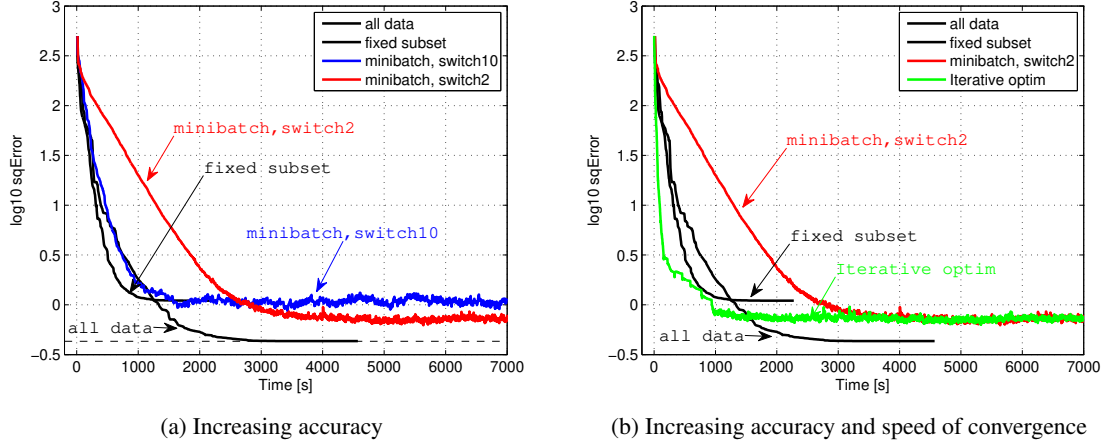 all data
fixed subset
minibatch, switch10
minibatch, switch2
3
2.5
2
1.5
1
0.5
0
−0.5
log10 sqError
minibatch,switch2
fixed subset
minibatch,switch10
all data
0 1000 2000 3000 4000 5000 6000 7000
Time [s]
(a) Increasing accuracy
all data
fixed subset
minibatch, switch2
Iterative optim
3
2.5
2
1.5
1
0.5
0
−0.5
log10 sqError
minibatch,switch2
fixed subset
Iterative optim
all data
0 1000 2000 3000 4000 5000 6000 7000
Time [s]
(b) Increasing accuracy and speed of convergence